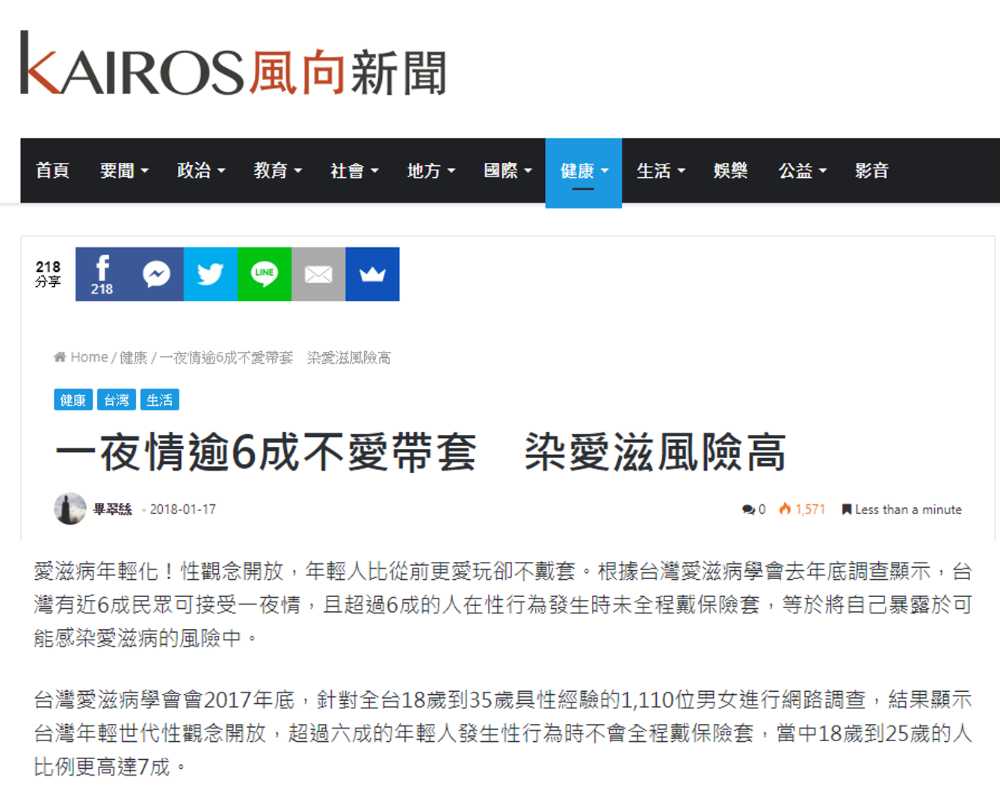 KAIROS風向新聞
首頁 要聞 政治 教育 社會 地方 國際 健康 生活 娛樂 公益 影音
218
分享
218
LINE
Home / 健康 / 一夜情逾6成不愛帶套　染愛滋風險高
健康 台灣 生活
一夜情逾6成不愛帶套　染愛滋風險高
畢翠絲 2018-01-17 0 1,571 Less than a minute
愛滋病年輕化！性觀念開放，年輕人比從前更愛玩卻不戴套。根據台灣愛滋病學會去年底調查顯示，台
灣有近6成民眾可接受一夜情，且超過6成的人在性行為發生時未全程戴保險套，等於將自己暴露於可
能感染愛滋病的風險中。
台灣愛滋病學會會2017年底，針對全台18歲到35歲具性經驗的1,110位男女進行網路調查，結果顯示
台灣年輕世代性觀念開放，超過六成的年輕人發生性行為時不會全程戴保險套，當中18歲到25歲的人
比例更高達7成。